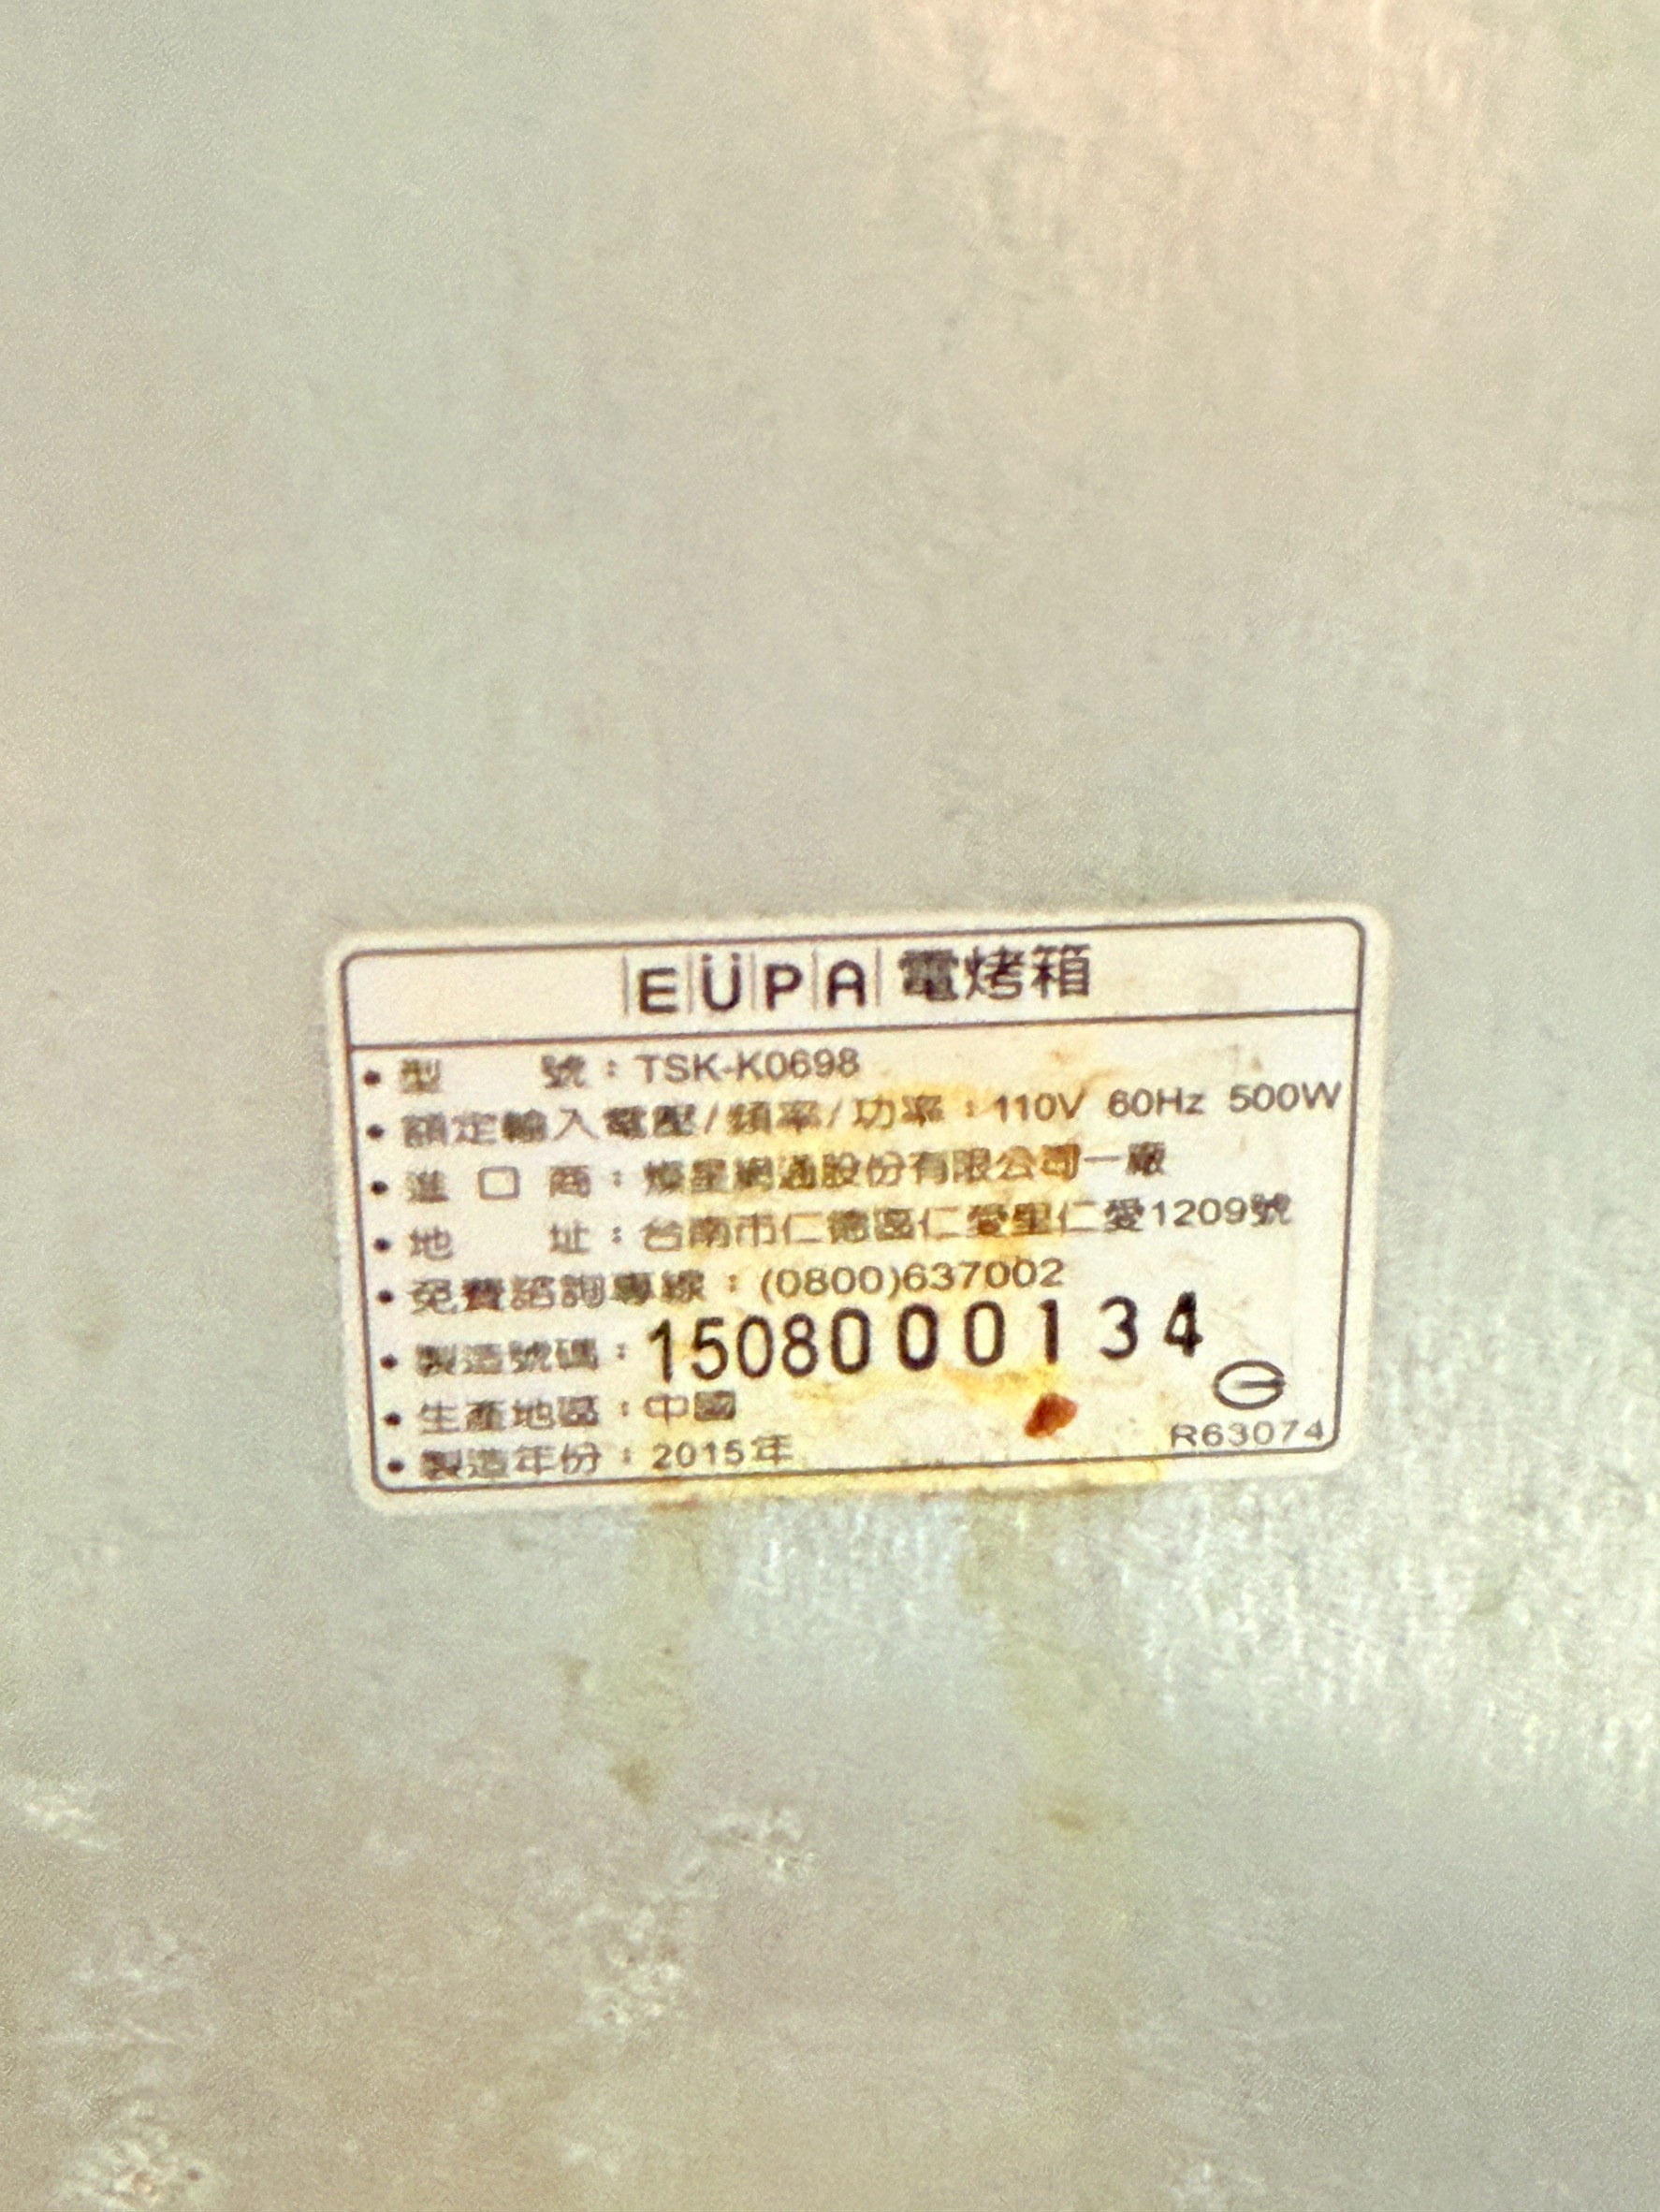 EUPA 電烤箱
• 型 號：TSK-K0698
• 額定輸入電壓/頻率/功率：110V 60Hz 500W
• 進口商：燦星網通股份有限公司一廠
• 地 址：台南市仁德區仁愛里仁愛1209號
• 免費諮詢專線：(0800)637002
• 製造號碼：15080000134
• 生產地區：中國
• 製造年份：2015年
R63074